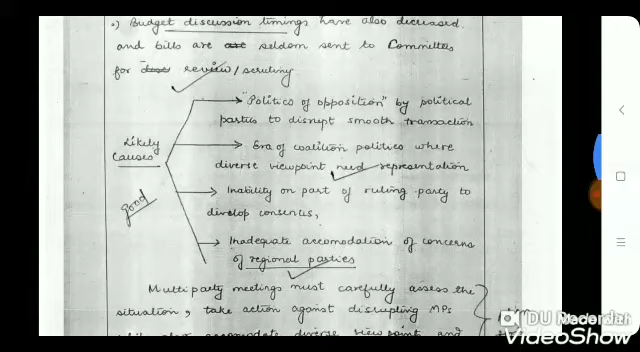 .) Budget discussion timings have also decreased
and bills are seldom sent to Committees
for review/scrutiny
Likely
Causes
good
→ "Politics of opposition" by political
parties to disrupt smooth transaction
→ Era of coalition politics where
diverse viewpoint need representation
→ Inability on part of ruling party to
develop consensus,
→ Inadequate accomodation of concerns
of regional parties
Multiparty meetings must carefully assess the
situation, take action against disrupting MPs
diverse viewpoint and
DU Recorder
VideoShow